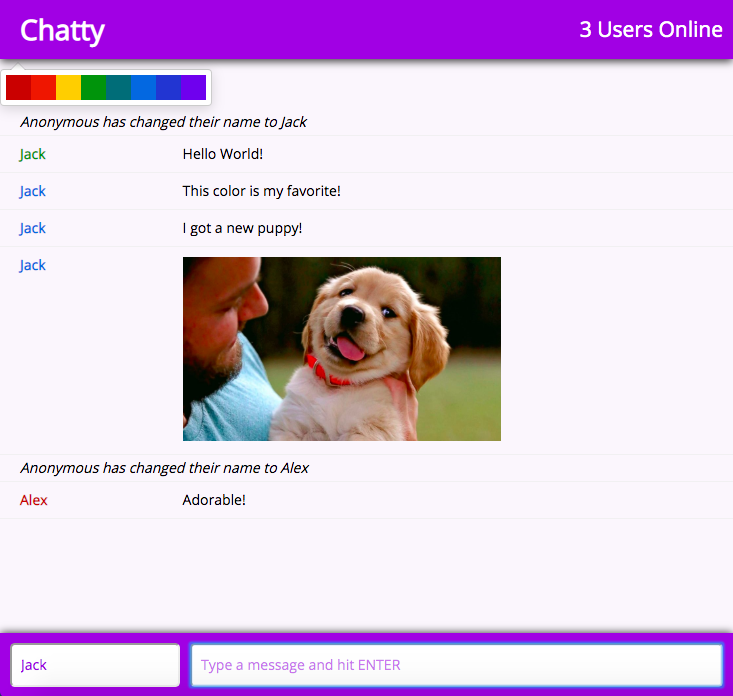 Chatty
3 Users Online
Anonymous has changed their name to Jack
Jack Hello World!
Jack This color is my favorite!
Jack I got a new puppy!
Jack
Anonymous has changed their name to Alex
Alex Adorable!
Jack Type a message and hit ENTER